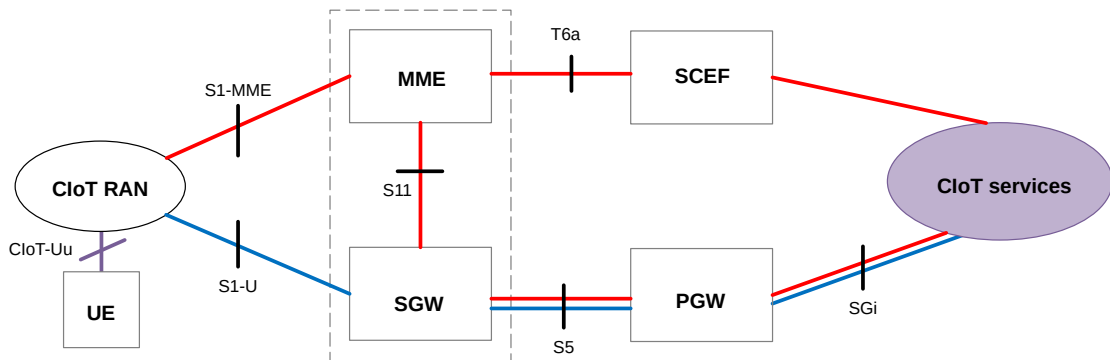 T6a
MME
SCEF
S1-MME
CIoT RAN
S11
CIoT services
CIoT-Uu
S1-U
UE
SGW
PGW
SGi
S5